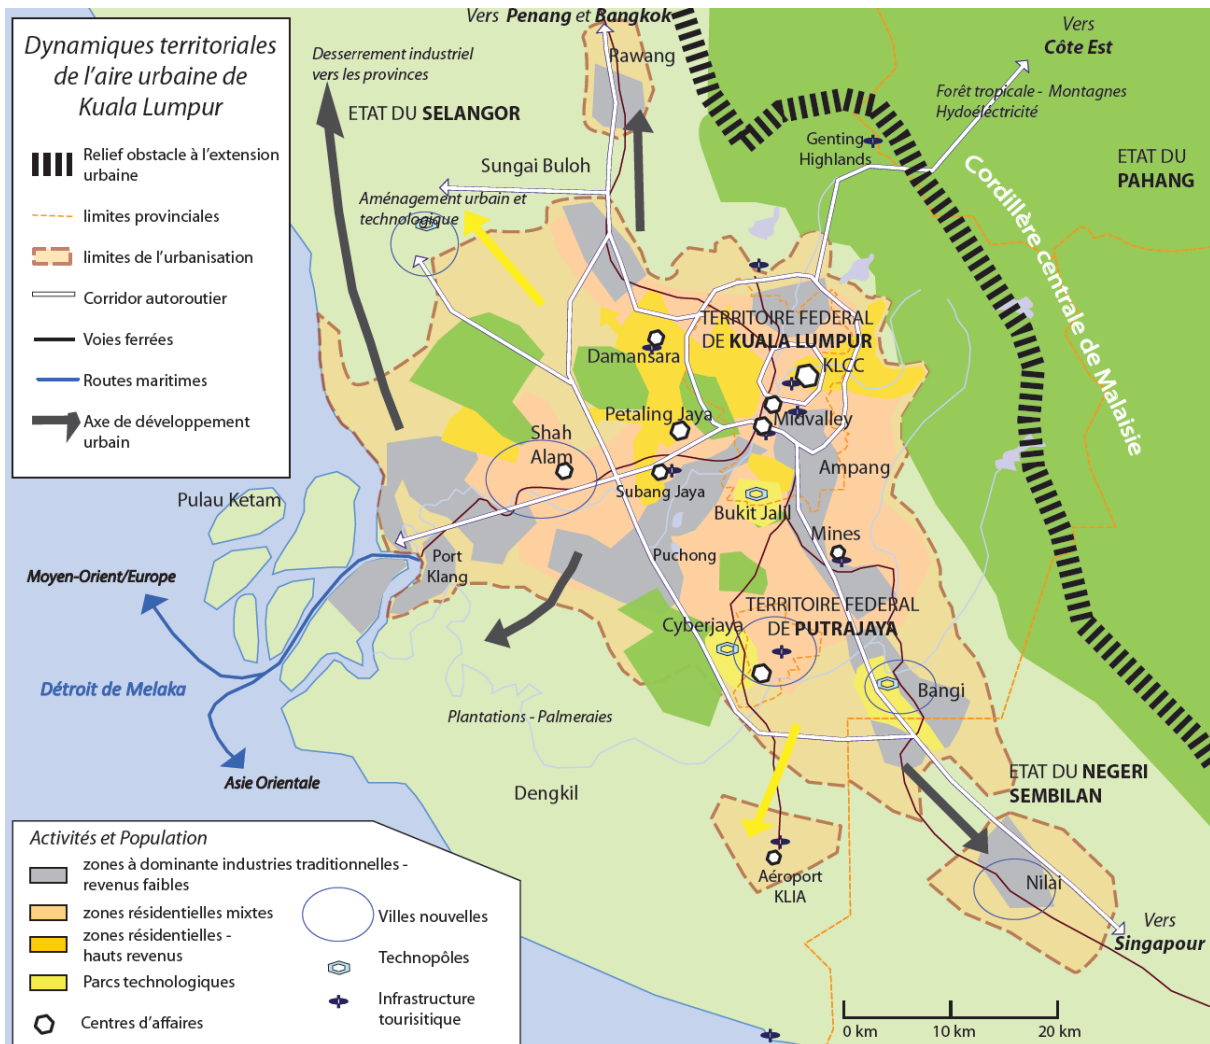 Dynamiques territoriales
de l'aire urbaine de
Kuala Lumpur
Relief obstacle à l'extension
urbaine
limites provinciales
limites de l'urbanisation
Corridor autoroutier
Voies ferrées
Routes maritimes
Axe de développement
urbain
Vers Penang et Bangkok
Rawang
Desserrement industriel
vers les provinces
ETAT DU SELANGOR
Sungai Buloh
Aménagement urbain et
technologique
Vers
Côte Est
Forêt tropicale - Montagnes
Hydoéléctricité
Genting
Highlands
ETAT DU
PAHANG
Cordillère centrale de Malaisie
TERRITOIRE FEDERAL
DE KUALA LUMPUR
KLCC
Damansara
Petaling Jaya
Midvalley
Shah
Alam
Ampang
Subang Jaya
Bukit Jalil
Mines
Pulau Ketam
Port
Klang
Puchong
Moyen-Orient/Europe
TERRITOIRE FEDERAL
DE PUTRAJAYA
Cyberjaya
Détroit de Melaka
Bangi
Plantations - Palmeraies
Asie Orientale
Dengkil
ETAT DU NEGERI
SEMBILAN
Aéroport
KLIA
Nilai
Vers
Singapour
Activités et Population
zones à dominante industries traditionnelles -
revenus faibles
zones résidentielles mixtes
zones résidentielles -
hauts revenus
Parcs technologiques
Centres d'affaires
Villes nouvelles
Technopôles
Infrastructure
tourisitique
0 km 10 km 20 km